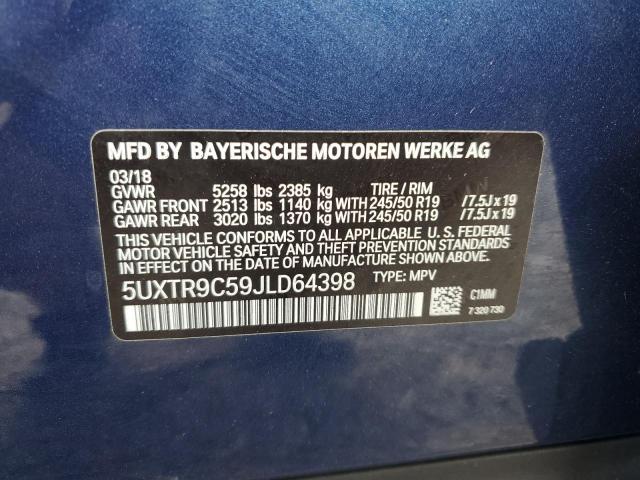 MFD BY BAYERISCHE MOTOREN WERKE AG
03/18
GVWR 5258 lbs 2385 kg TIRE / RIM
GAWR FRONT 2513 lbs 1140 kg WITH 245/50 R19 /7.5J x 19
GAWR REAR 3020 lbs 1370 kg WITH 245/50 R19 /7.5J x 19
THIS VEHICLE CONFORMS TO ALL APPLICABLE U. S. FEDERAL
MOTOR VEHICLE SAFETY AND THEFT PREVENTION STANDARDS
IN EFFECT ON THE DATE OF MANUFACTURE SHOWN ABOVE.
5UXTR9C59JLD64398 TYPE: MPV
C1MM
7 320 730